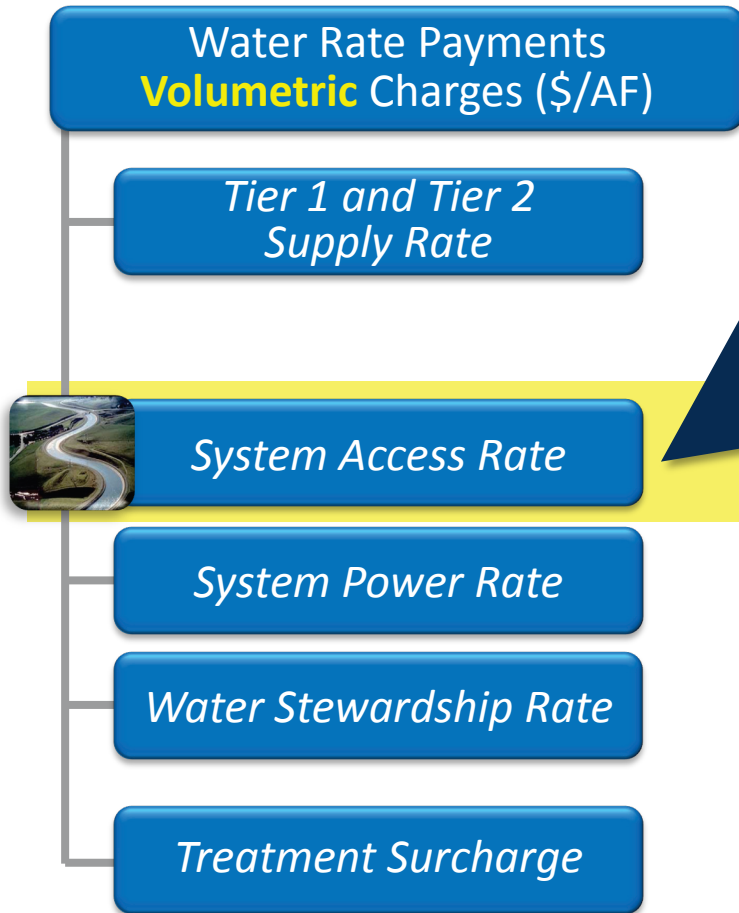 Water Rate Payments
Volumetric Charges ($/AF)
Tier 1 and Tier 2
Supply Rate
System Access Rate
System Power Rate
Water Stewardship Rate
Treatment Surcharge